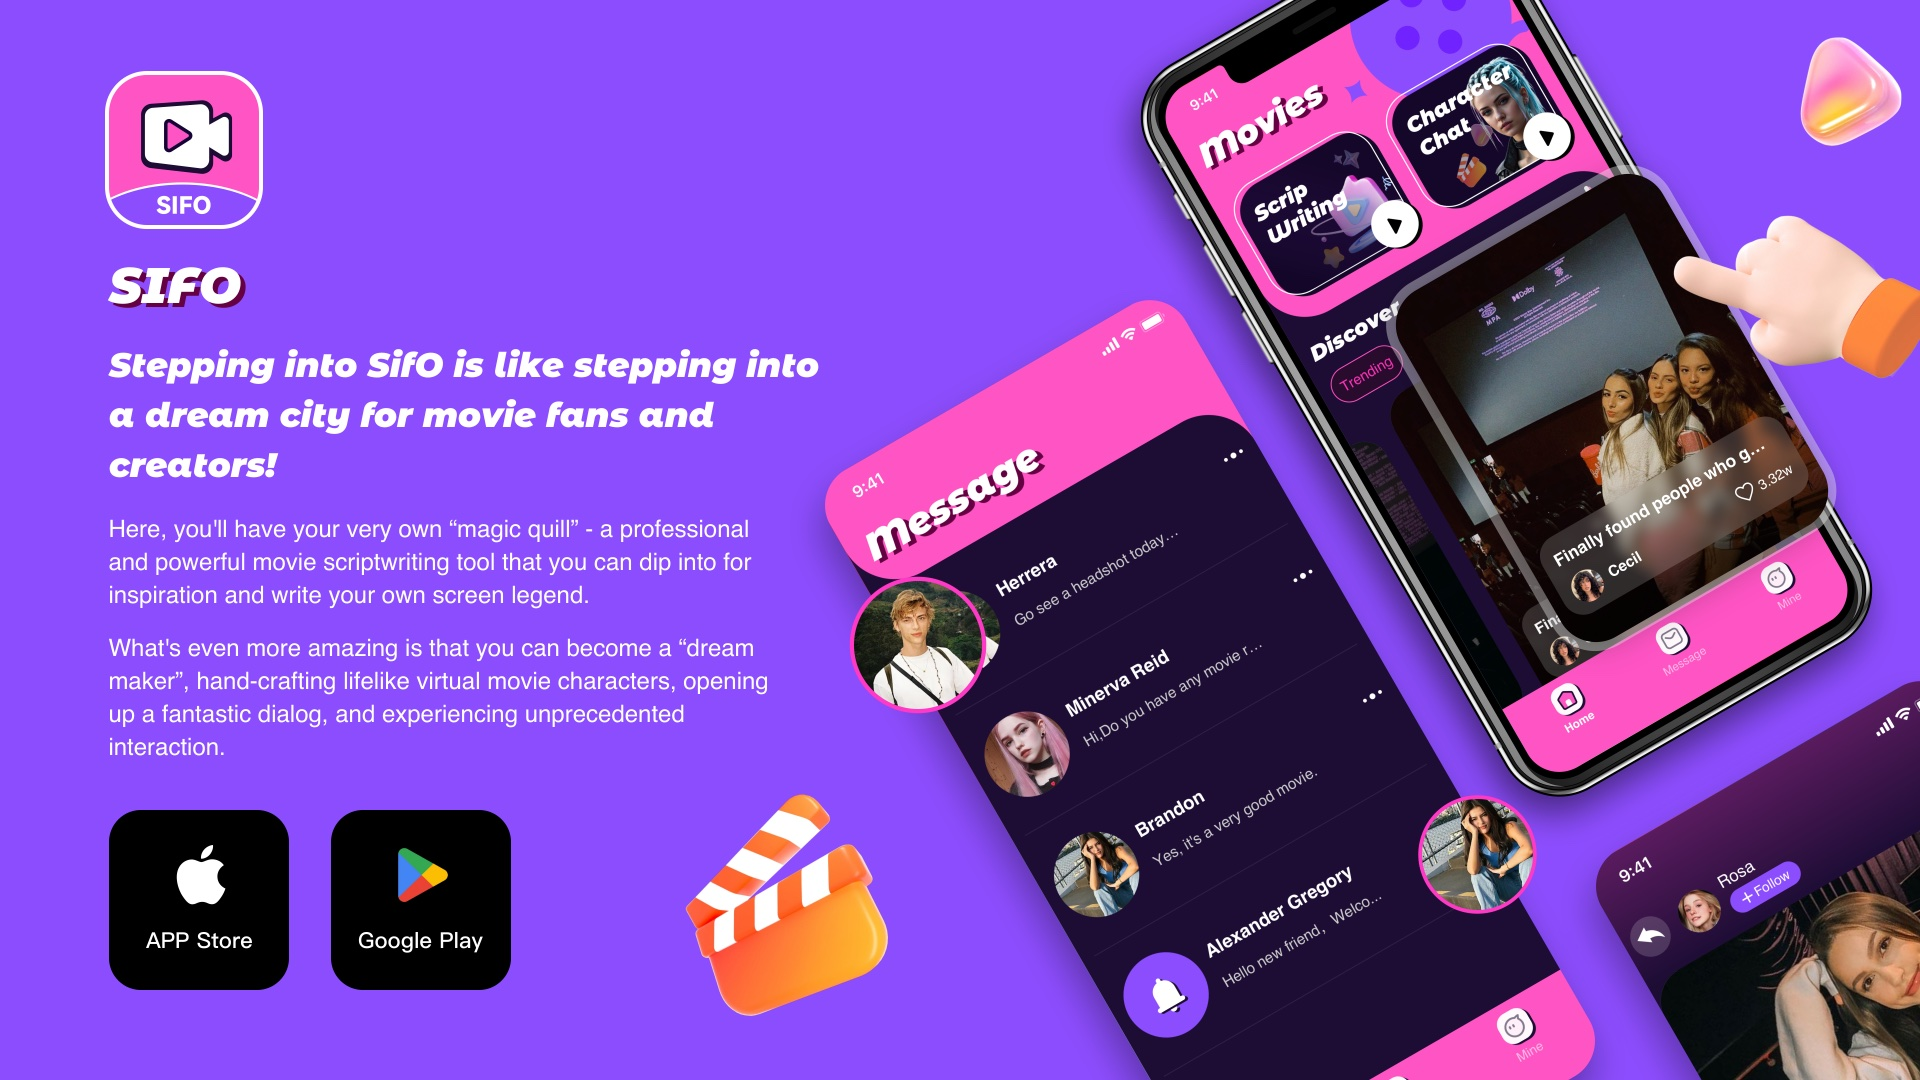 SIFO
SIFO
Stepping into SifO is like stepping into
a dream city for movie fans and
creators!
Here, you'll have your very own “magic quill” - a professional
and powerful movie scriptwriting tool that you can dip into for
inspiration and write your own screen legend.
What's even more amazing is that you can become a “dream
maker”, hand-crafting lifelike virtual movie characters, opening
up a fantastic dialog, and experiencing unprecedented
interaction.
APP Store
Google Play
9:41
message
Herrera
Go see a headshot today...
Minerva Reid
Hi,Do you have any movie r...
Brandon
Yes, it's a very good movie.
Alexander Gregory
Hello new friend，Welco...
Mine
9:41
movies
Scrip
Writing
Character
Chat
Discover
Trending
MPA
Dolby
Finally found people who g...
Cecil
3.32w
Fin
Home
Message
Mine
9:41
Rosa
+Follow